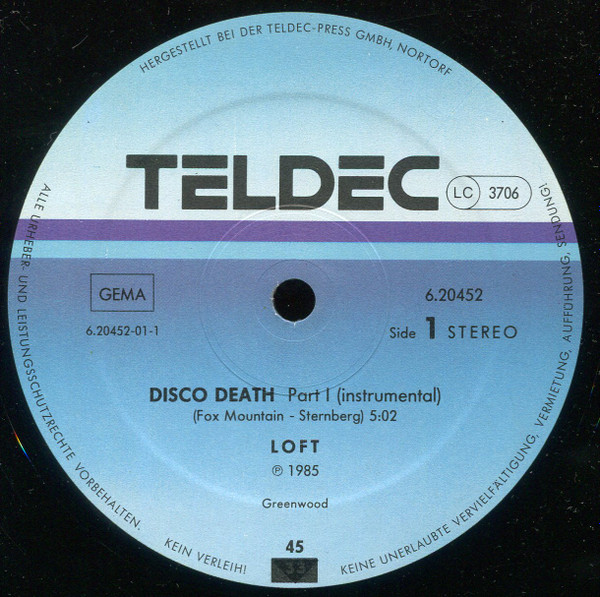 HERGESTELLT BEI DER TELDEC-PRESS GMBH, NORTORF
TELDEC
LC 3706
GEMA
6.20452
6.20452-01-1
Side 1 STEREO
DISCO DEATH Part I (instrumental)
(Fox Mountain - Sternberg) 5:02
LOFT
℗ 1985
Greenwood
45
33
ALLE URHEBER- UND LEISTUNGSSCHUTZRECHTE VORBEHALTEN. KEIN VERLEIH! KEINE UNERLAUBTE VERVIELFÄLTIGUNG, VERMIETUNG, AUFFÜHRUNG, SENDUNG!